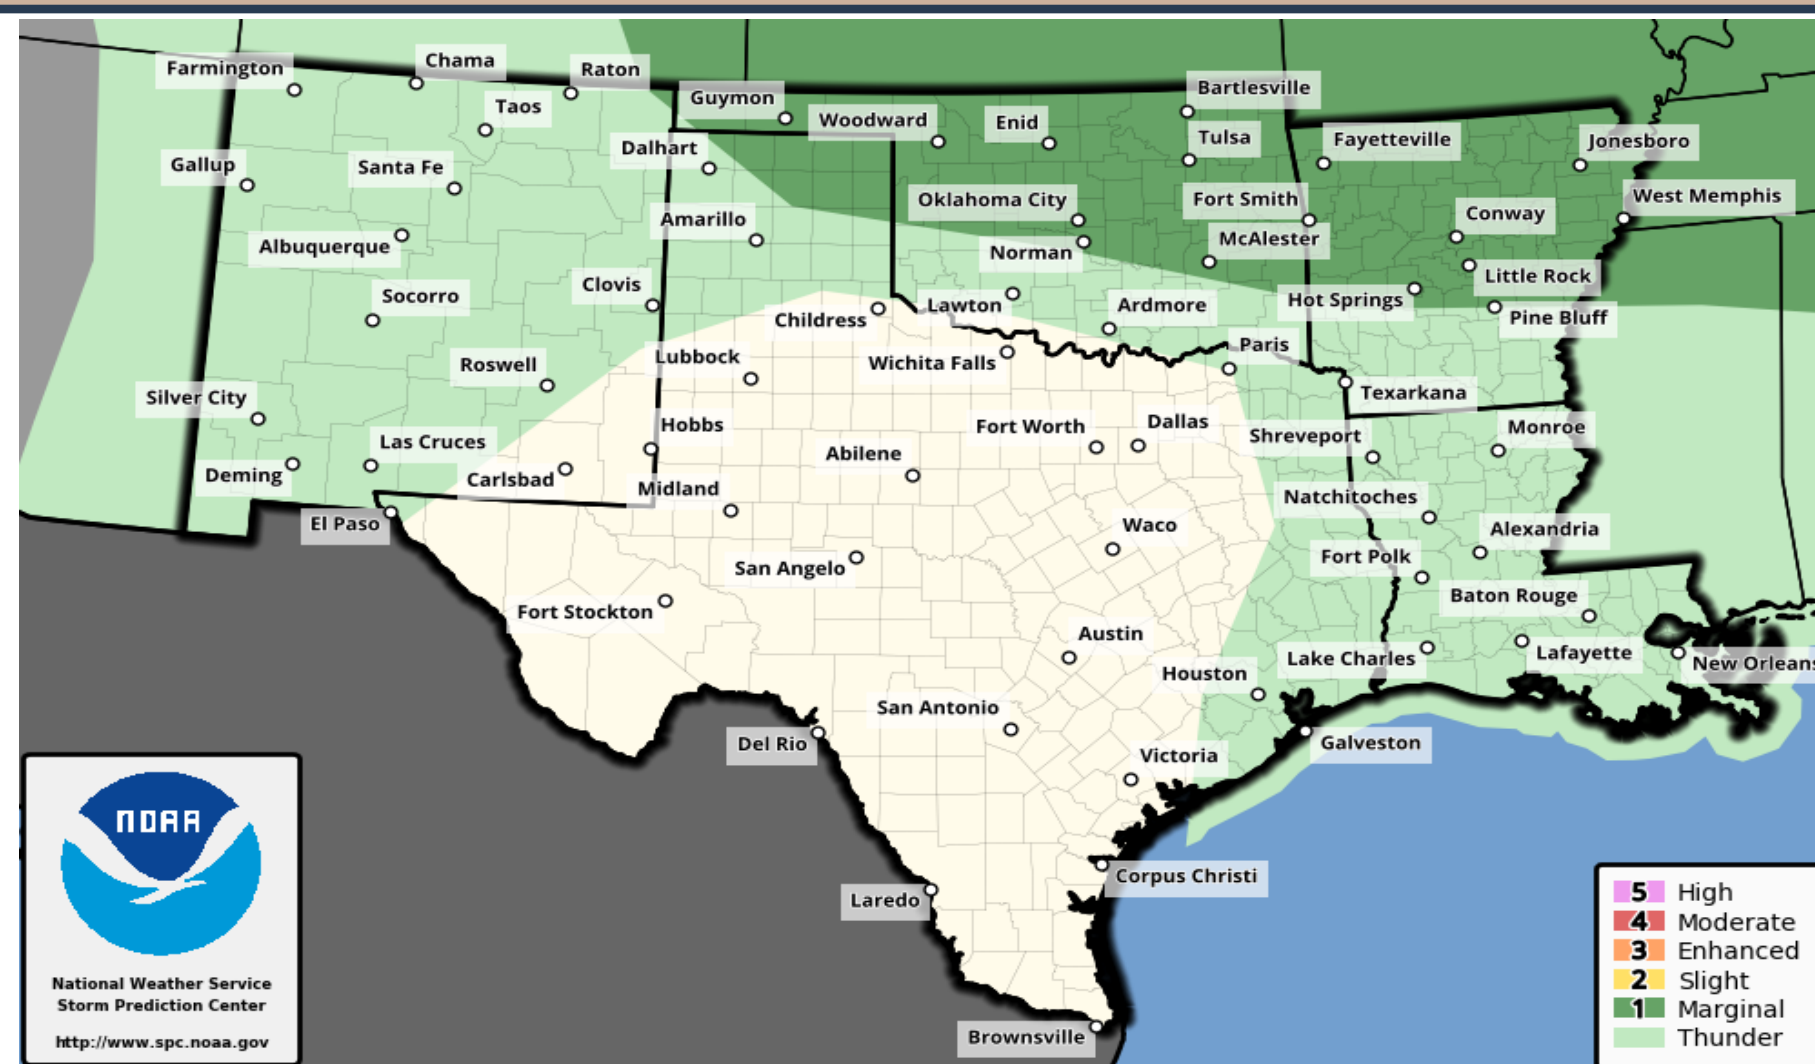 Farmington
Chama
Raton
Taos
Guymon
Woodward
Enid
Bartlesville
Tulsa
Fayetteville
Jonesboro
Gallup
Santa Fe
Dalhart
Oklahoma City
Fort Smith
West Memphis
Amarillo
Conway
Albuquerque
Norman
McAlester
Little Rock
Socorro
Clovis
Childress
Lawton
Ardmore
Hot Springs
Pine Bluff
Roswell
Lubbock
Wichita Falls
Paris
Silver City
Texarkana
Las Cruces
Hobbs
Fort Worth
Dallas
Shreveport
Monroe
Deming
Carlsbad
Midland
Abilene
Natchitoches
El Paso
Waco
Alexandria
San Angelo
Fort Polk
Fort Stockton
Baton Rouge
Austin
Lake Charles
Lafayette
New Orleans
Houston
San Antonio
Del Rio
Galveston
Victoria
Corpus Christi
Laredo
Brownsville
NOAA
National Weather Service
Storm Prediction Center
http://www.spc.noaa.gov
5 High
4 Moderate
3 Enhanced
2 Slight
1 Marginal
Thunder